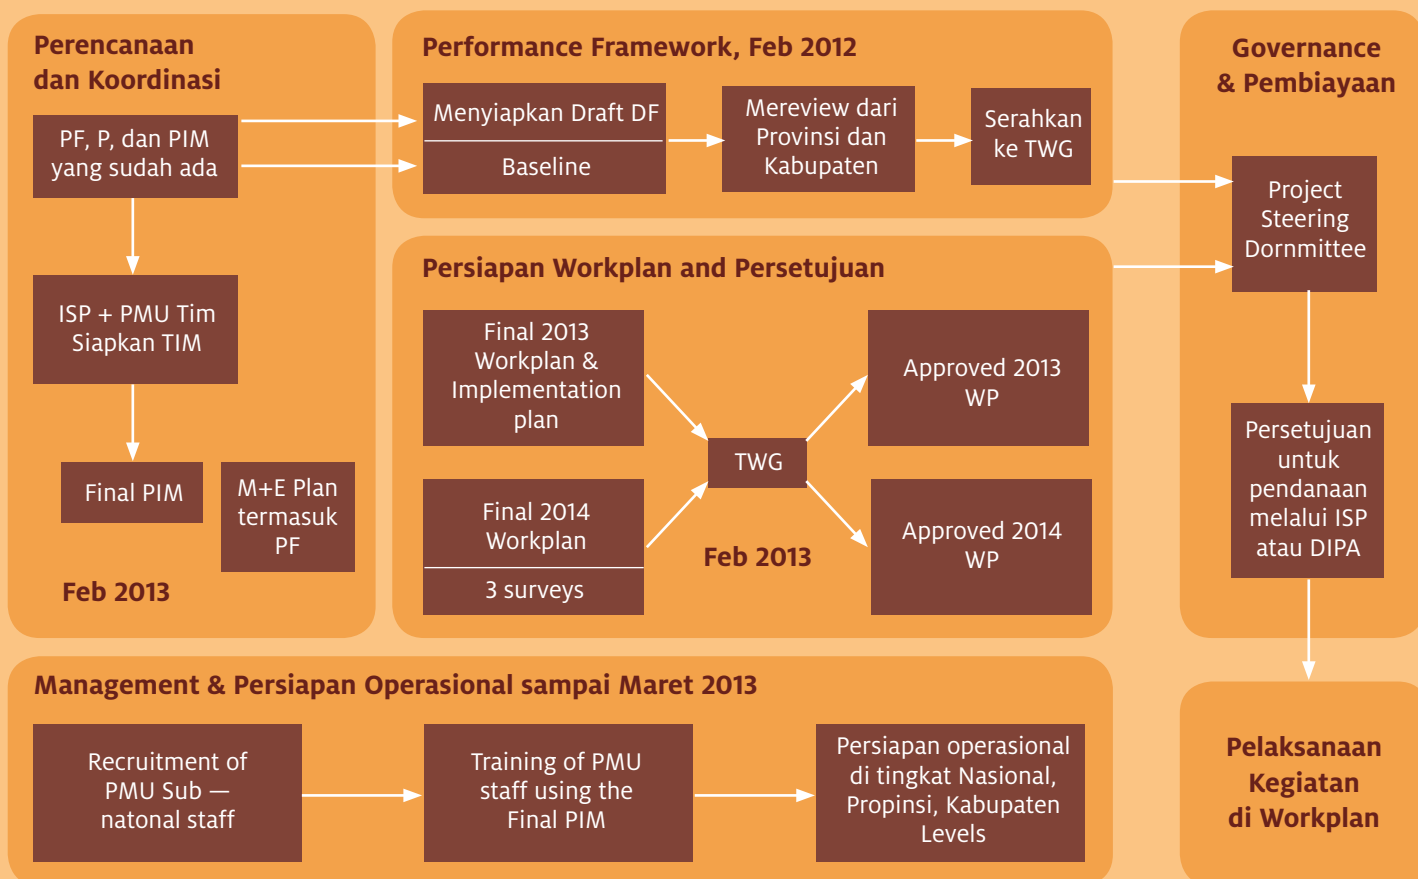 Perencanaan
dan Koordinasi
PF, P, dan PIM
yang sudah ada
ISP + PMU Tim
Siapkan TIM
Final PIM
M+E Plan
termasuk
PF
Feb 2013
Performance Framework, Feb 2012
Menyiapkan Draft DF
Baseline
Mereview dari
Provinsi dan
Kabupaten
Serahkan
ke TWG
Persiapan Workplan and Persetujuan
Final 2013
Workplan &
Implementation
plan
Final 2014
Workplan
3 surveys
TWG
Feb 2013
Approved 2013
WP
Approved 2014
WP
Governance
& Pembiayaan
Project
Steering
Dornmittee
Persetujuan
untuk
pendanaan
melalui ISP
atau DIPA
Management & Persiapan Operasional sampai Maret 2013
Recruitment of
PMU Sub —
natonal staff
Training of PMU
staff using the
Final PIM
Persiapan operasional
di tingkat Nasional,
Propinsi, Kabupaten
Levels
Pelaksanaan
Kegiatan
di Workplan